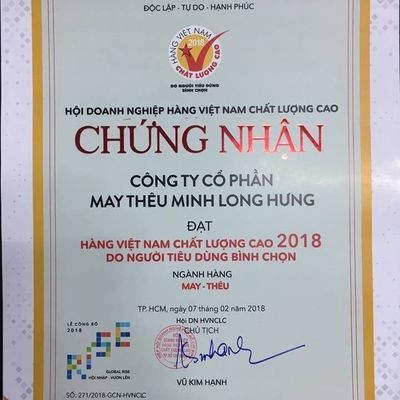 ĐỘC LẬP - TỰ DO - HẠNH PHÚC
HÀNG VIỆT NAM
2018
CHẤT LƯỢNG CAO
DO NGƯỜI TIÊU DÙNG
BÌNH CHỌN
HỘI DOANH NGHIỆP HÀNG VIỆT NAM CHẤT LƯỢNG CAO
CHỨNG NHẬN
CÔNG TY CỔ PHẦN
MAY THÊU MINH LONG HƯNG
ĐẠT
HÀNG VIỆT NAM CHẤT LƯỢNG CAO 2018
DO NGƯỜI TIÊU DÙNG BÌNH CHỌN
NGÀNH HÀNG
MAY - THÊU
TP. HCM, ngày 07 tháng 02 năm 2018
Hội DN HVNCLC
CHỦ TỊCH
LỄ CÔNG BỐ
2018
RISE
GLOBAL RISE
HỘI NHẬP - VƯƠN LÊN
VŨ KIM HẠNH
SỐ: 271/2018-GCN-HVNCLC